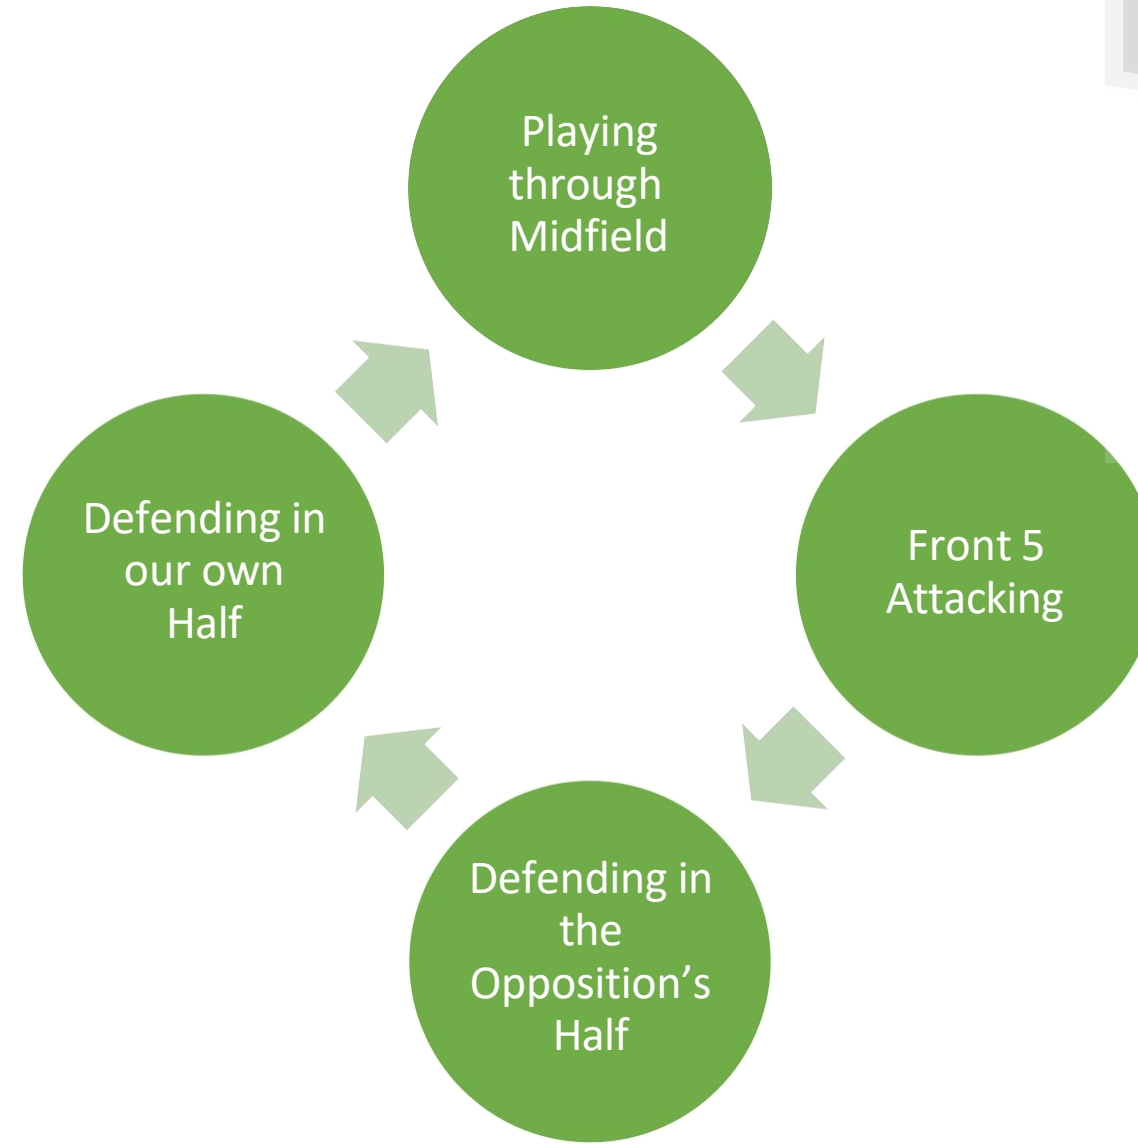 Playing
through
Midfield
Front 5
Attacking
Defending in
the
Opposition’s
Half
Defending in
our own
Half